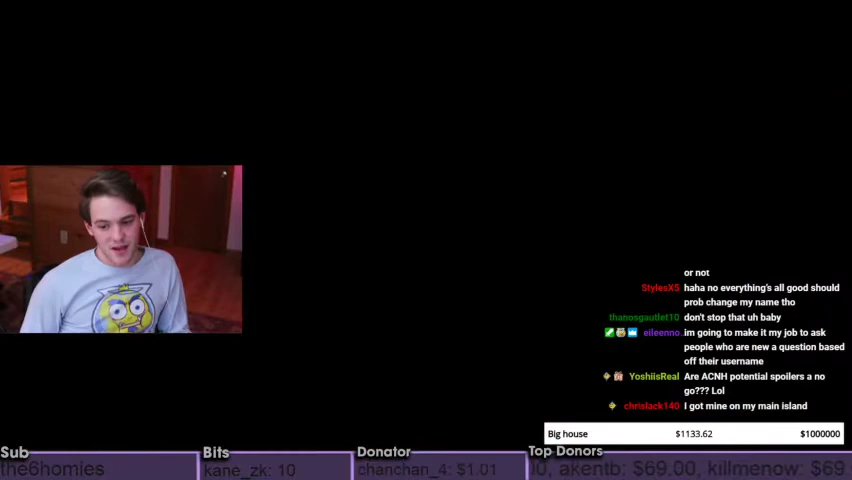 or not
StylesX5 haha no everything's all good should
prob change my name tho
thanosgautlet10 don't stop that uh baby
eileenno.. im going to make it my job to ask
people who are new a question based
off their username
YoshiisReal Are ACNH potential spoilers a no
go??? Lol
chrislack140 I got mine on my main island
Big house $1133.62 $1000000
Sub Bits Donator Top Donors
the6homies kane_zk: 10 chanchan_4: $1.01 00, akentb: $69.00, killmenow: $69